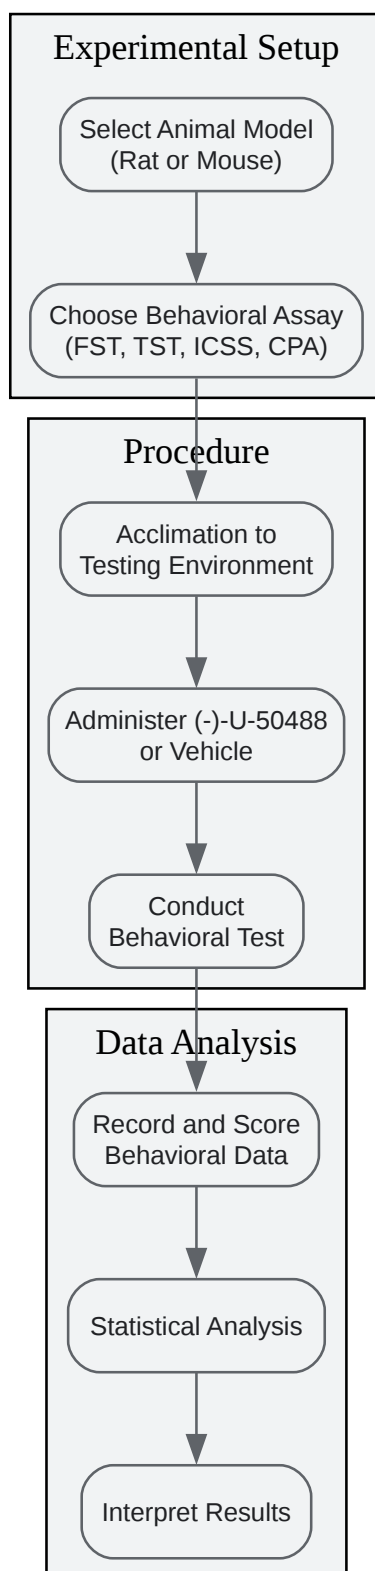 Experimental Setup
Select Animal Model
(Rat or Mouse)
Choose Behavioral Assay
(FST, TST, ICSS, CPA)
Procedure
Acclimation to
Testing Environment
Administer (-)-U-50488
or Vehicle
Conduct
Behavioral Test
Data Analysis
Record and Score
Behavioral Data
Statistical Analysis
Interpret Results